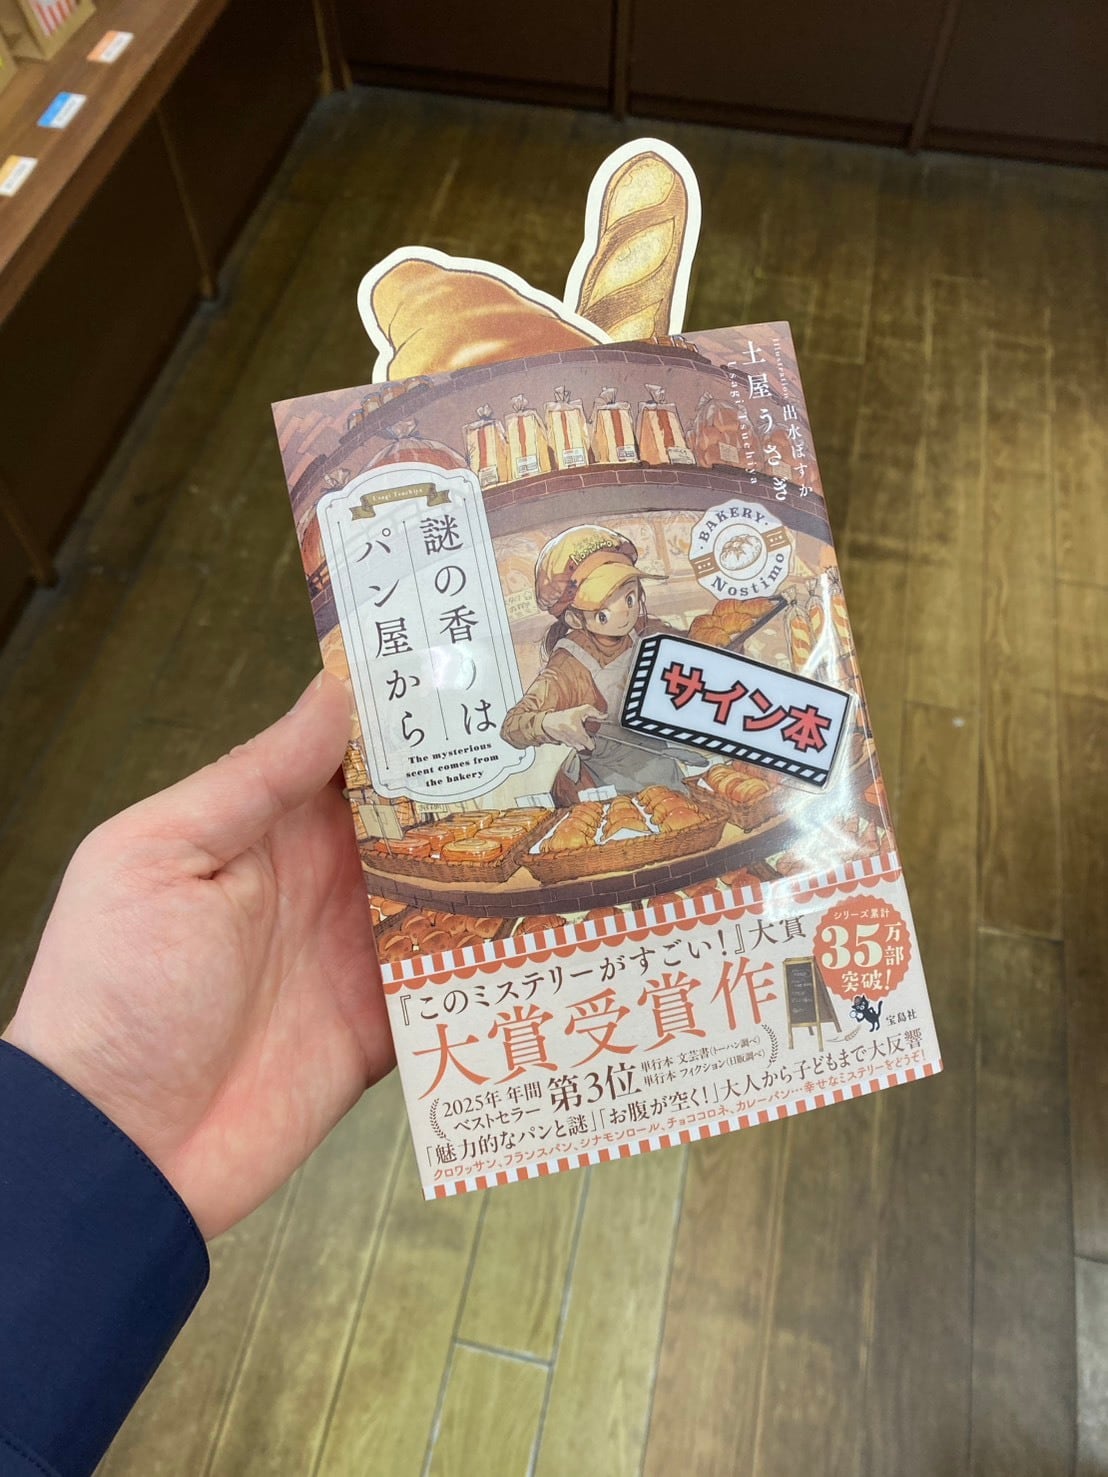 Illustration 出水ぽすか
土屋うさぎ
Usagi Tsuchiya
Usagi Tsuchiya
謎の香りは
パン屋から
The mysterious
scent comes from
the bakery
BAKERY
Nostimo
サイン本
『このミステリーがすごい！』大賞
大賞受賞作
シリーズ累計
35万部
突破！
宝島社
2025年 年間
ベストセラー
第3位
単行本 文芸書（トーハン調べ）
単行本 フィクション（日販調べ）
「魅力的なパンと謎」「お腹が空く！」大人から子どもまで大反響
クロワッサン、フランスパン、シナモンロール、チョココロネ、カレーパン…幸せなミステリーをどうぞ！